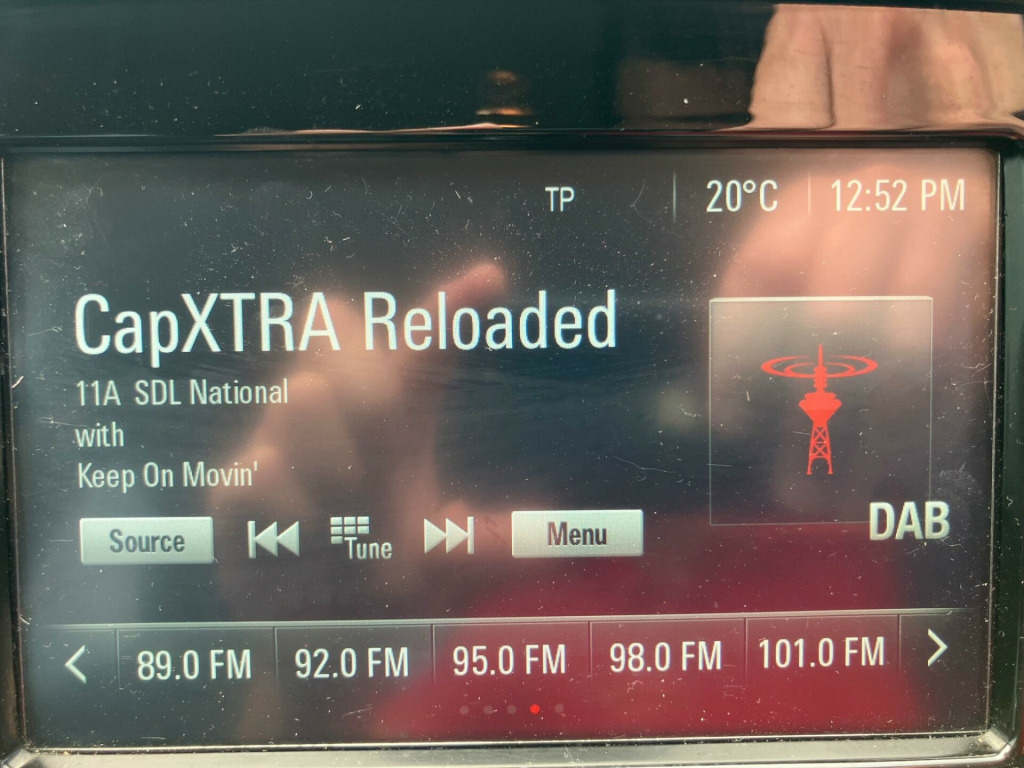 TP 20°C 12:52 PM
CapXTRA Reloaded
11A SDL National
with
Keep On Movin'
Source Tune Menu
DAB
89.0 FM 92.0 FM 95.0 FM 98.0 FM 101.0 FM